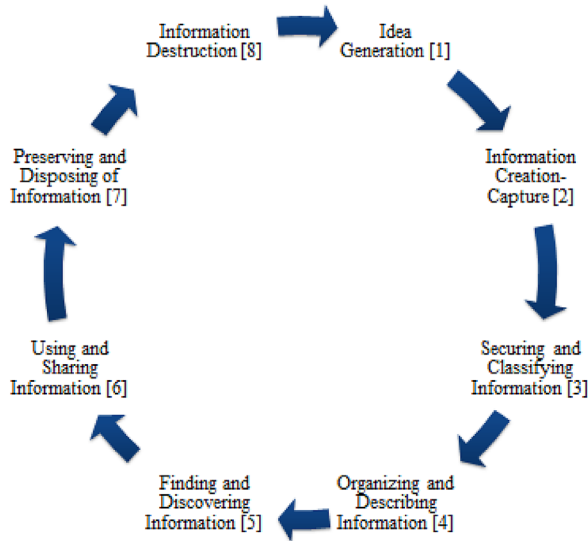 Idea
Generation [1]
Information
Creation-
Capture [2]
Securing and
Classifying
Information [3]
Organizing and
Describing
Information [4]
Finding and
Discovering
Information [5]
Using and
Sharing
Information [6]
Preserving and
Disposing of
Information [7]
Information
Destruction [8]